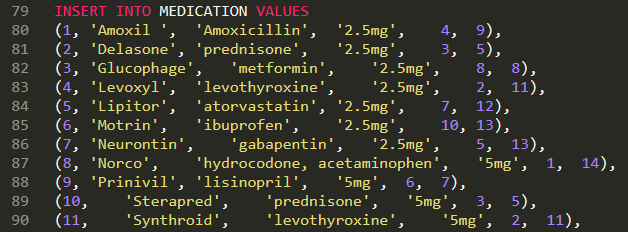 79 INSERT INTO MEDICATION VALUES
80 (1, 'Amoxil ', 'Amoxicillin', '2.5mg', 4, 9),
81 (2, 'Delasone', 'prednisone', '2.5mg', 3, 5),
82 (3, 'Glucophage', 'metformin', '2.5mg', 8, 8),
83 (4, 'Levoxyl', 'levothyroxine', '2.5mg', 2, 11),
84 (5, 'Lipitor', 'atorvastatin', '2.5mg', 7, 12),
85 (6, 'Motrin', 'ibuprofen', '2.5mg', 10, 13),
86 (7, 'Neurontin', 'gabapentin', '2.5mg', 5, 13),
87 (8, 'Norco', 'hydrocodone, acetaminophen', '5mg', 1, 14),
88 (9, 'Prinivil', 'lisinopril', '5mg', 6, 7),
89 (10, 'Sterapred', 'prednisone', '5mg', 3, 5),
90 (11, 'Synthroid', 'levothyroxine', '5mg', 2, 11),